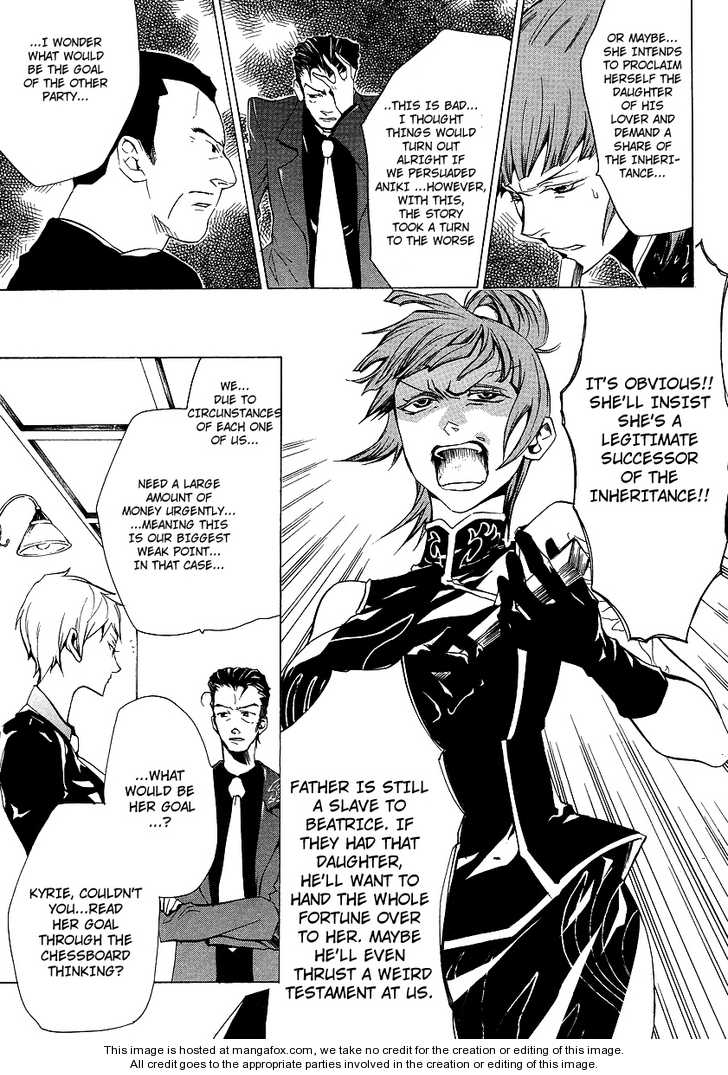 OR MAYBE...
SHE INTENDS
TO PROCLAIM
HERSELF THE
DAUGHTER
OF HIS
LOVER AND
DEMAND A
SHARE OF
THE
INHERI-
TANCE...
..THIS IS BAD...
I THOUGHT
THINGS WOULD
TURN OUT
ALRIGHT IF
WE PERSUADED
ANIKI ...HOWEVER,
WITH THIS,
THE STORY
TOOK A TURN
TO THE WORSE
...I WONDER
WHAT WOULD
BE THE GOAL
OF THE OTHER
PARTY...
IT'S OBVIOUS!!
SHE'LL INSIST
SHE'S A
LEGITIMATE
SUCCESSOR
OF THE
INHERITANCE!!
FATHER IS STILL
A SLAVE TO
BEATRICE. IF
THEY HAD THAT
DAUGHTER,
HE'LL WANT TO
HAND THE WHOLE
FORTUNE OVER
TO HER. MAYBE
HE'LL EVEN
THRUST A WEIRD
TESTAMENT AT US.
WE...
DUE TO
CIRCUNSTANCES
OF EACH ONE
OF US...
NEED A LARGE
AMOUNT OF
MONEY URGENTLY...
...MEANING THIS
IS OUR BIGGEST
WEAK POINT...
IN THAT CASE...
...WHAT
WOULD BE
HER GOAL
...?
KYRIE, COULDN'T
YOU...READ
HER GOAL
THROUGH THE
CHESSBOARD
THINKING?
This image is hosted at mangafox.com, we take no credit for the creation or editing of this image.
All credit goes to the appropriate parties involved in the creation or editing of this image.